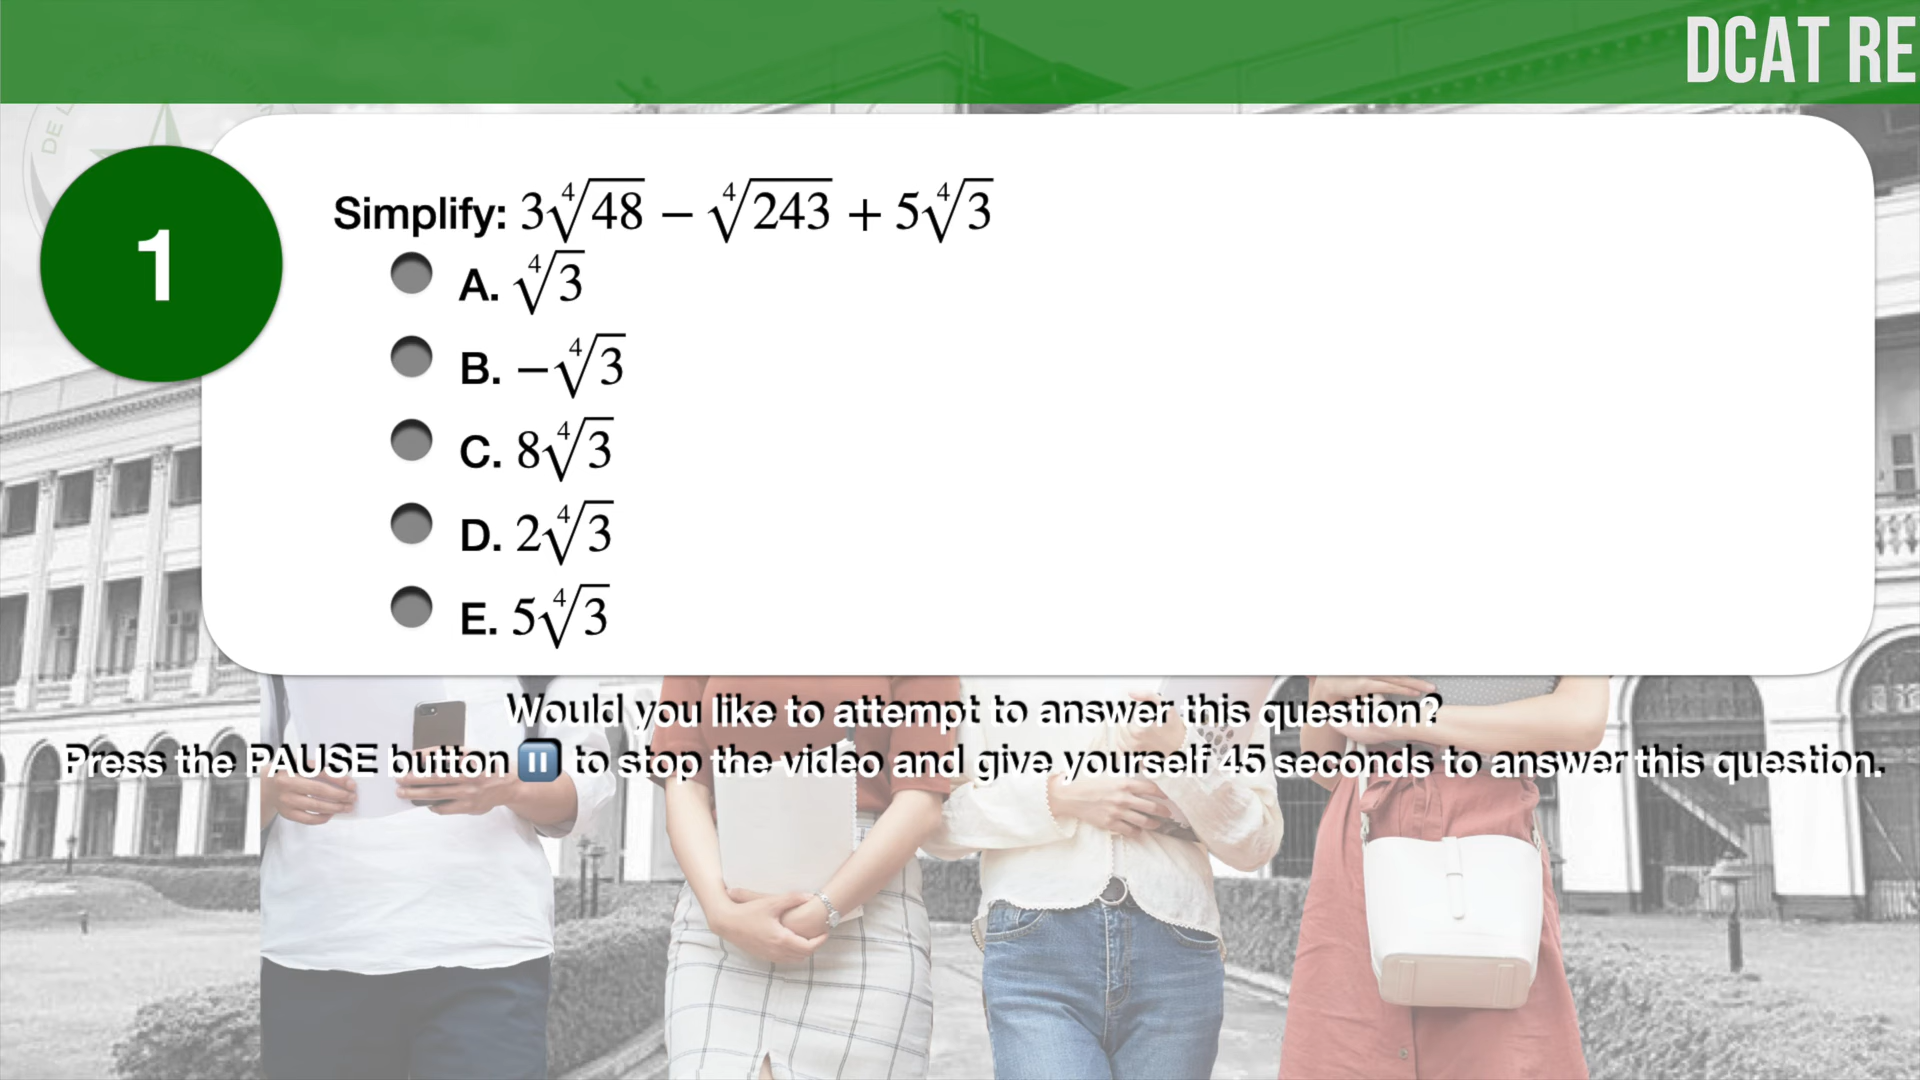 DCAT RE
1
Simplify: 3∜48 − ∜243 + 5∜3
A. ∜3
B. −∜3
C. 8∜3
D. 2∜3
E. 5∜3
Would you like to attempt to answer this question?
Press the PAUSE button ⏸ to stop the video and give yourself 45 seconds to answer this question.